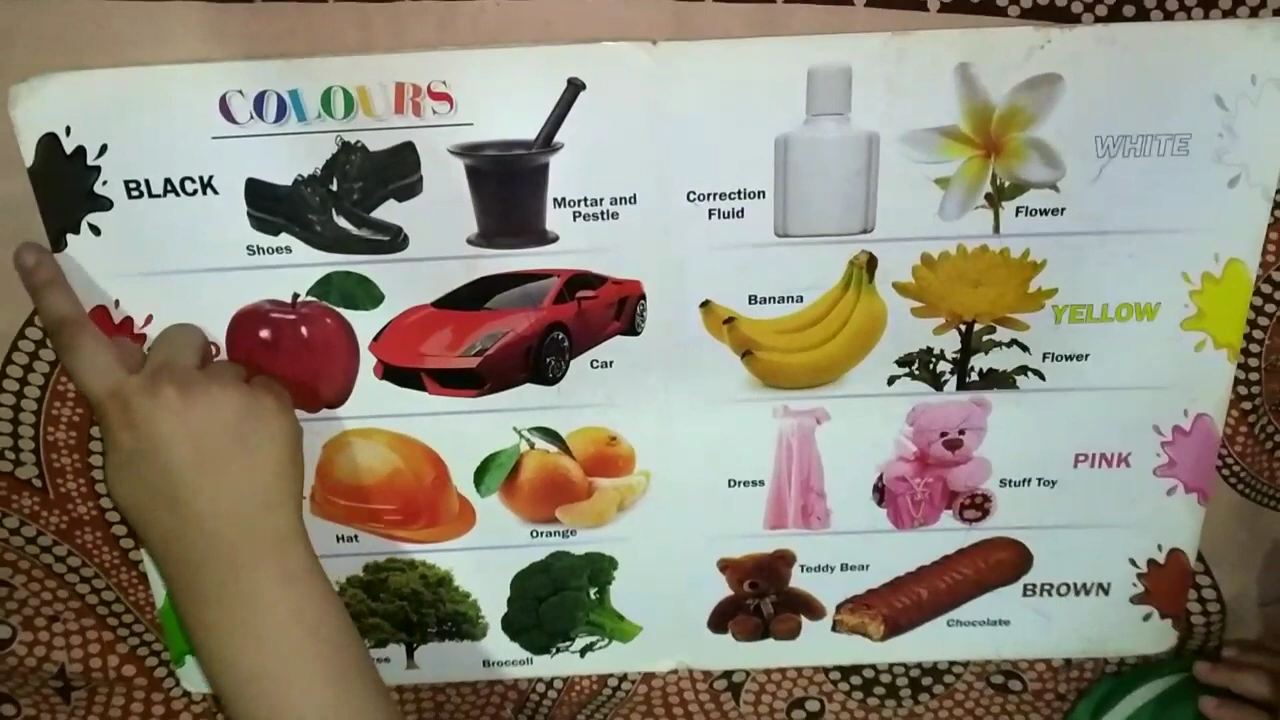 COLOURS
BLACK
Shoes
Mortar and
Pestle
Car
Hat
Orange
Broccoli
Correction
Fluid
Flower
WHITE
Banana
Flower
YELLOW
Dress
Stuff Toy
PINK
Teddy Bear
Chocolate
BROWN